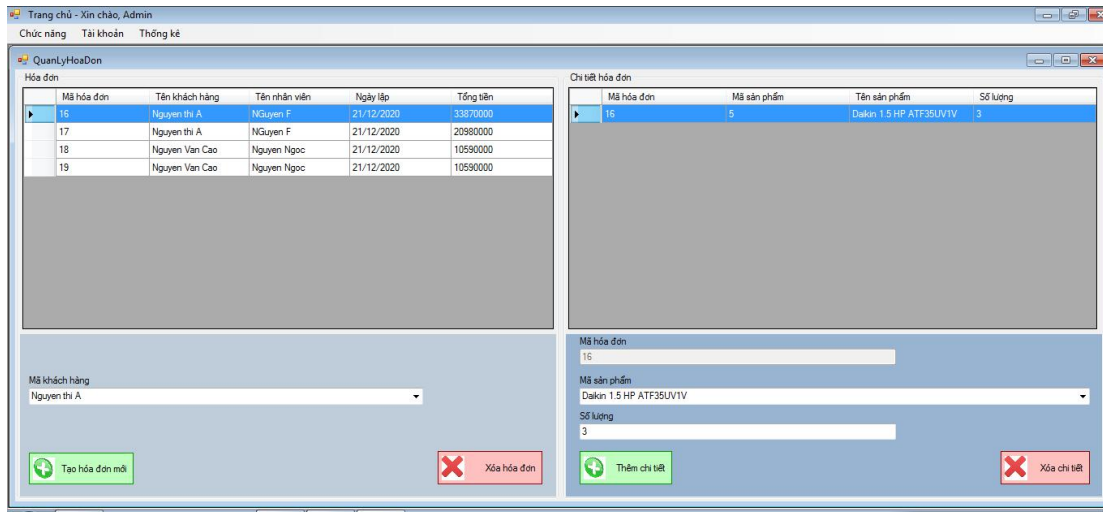 Trang chủ - Xin chào, Admin
Chức năng Tài khoản Thống kê
QuanLyHoaDon
Hóa đơn
Mã hóa đơn Tên khách hàng Tên nhân viên Ngày lập Tổng tiền
16 Nguyen thi A NGuyen F 21/12/2020 33870000
17 Nguyen thi A NGuyen F 21/12/2020 20980000
18 Nguyen Van Cao Nguyen Ngoc 21/12/2020 10590000
19 Nguyen Van Cao Nguyen Ngoc 21/12/2020 10590000
Mã khách hàng
Nguyen thi A
Tạo hóa đơn mới Xóa hóa đơn
Chi tiết hóa đơn
Mã hóa đơn Mã sản phẩm Tên sản phẩm Số lượng
16 5 Daikin 1.5 HP ATF35UV1V 3
Mã hóa đơn
16
Mã sản phẩm
Daikin 1.5 HP ATF35UV1V
Số lượng
3
Thêm chi tiết Xóa chi tiết